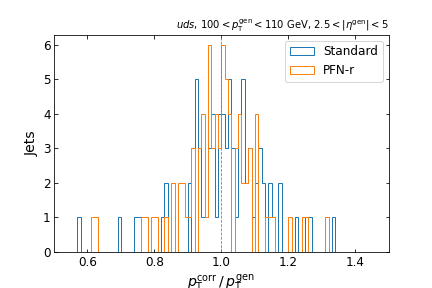 uds, 100 < p_T^gen < 110 GeV, 2.5 < |η^gen| < 5
Standard
PFN-r
Jets
6
5
4
3
2
1
0
0.6 0.8 1.0 1.2 1.4
p_T^corr / p_T^gen